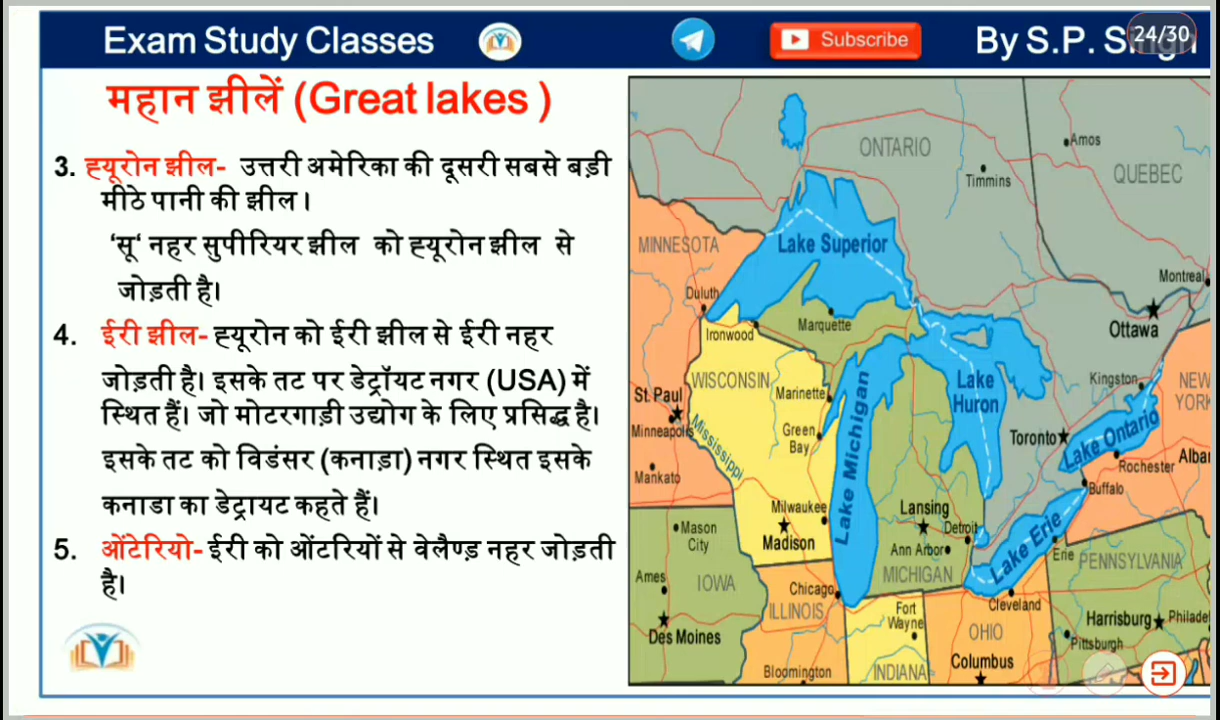 Exam Study Classes
Subscribe
By S.P.
24/30
महान झीलें (Great lakes )
3. ह्यूरोन झील- उत्तरी अमेरिका की दूसरी सबसे बड़ी
मीठे पानी की झील।
‘सू‘ नहर सुपीरियर झील को ह्यूरोन झील से
जोड़ती है।
4. ईरी झील- ह्यूरोन को ईरी झील से ईरी नहर
जोड़ती है। इसके तट पर डेट्रॉयट नगर (USA) में
स्थित हैं। जो मोटरगाड़ी उद्योग के लिए प्रसिद्ध है।
इसके तट को विडंसर (कनाड़ा) नगर स्थित इसके
कनाडा का डेट्रायट कहते हैं।
5. ओंटेरियो- ईरी को ओंटरियों से वेलैण्ड़ नहर जोड़ती
है।
ONTARIO
Amos
Timmins
QUEBEC
MINNESOTA
Lake Superior
Montreal
Duluth
Marquette
Ottawa
Ironwood
WISCONSIN
Marinette
Lake
Huron
Kingston
NEW
YORK
St. Paul
Minneapolis
Mississippi
Green
Bay
Lake Michigan
Toronto
Lake Ontario
Rochester
Mankato
Buffalo
Milwaukee
Lansing
Mason
City
Madison
Detroit
Ann Arbor
MICHIGAN
Lake Erie
Erie
PENNSYLVANIA
Ames
IOWA
Chicago
ILLINOIS
Fort
Wayne
Cleveland
OHIO
Harrisburg
Des Moines
Pittsburgh
Bloomington
INDIANA
Columbus